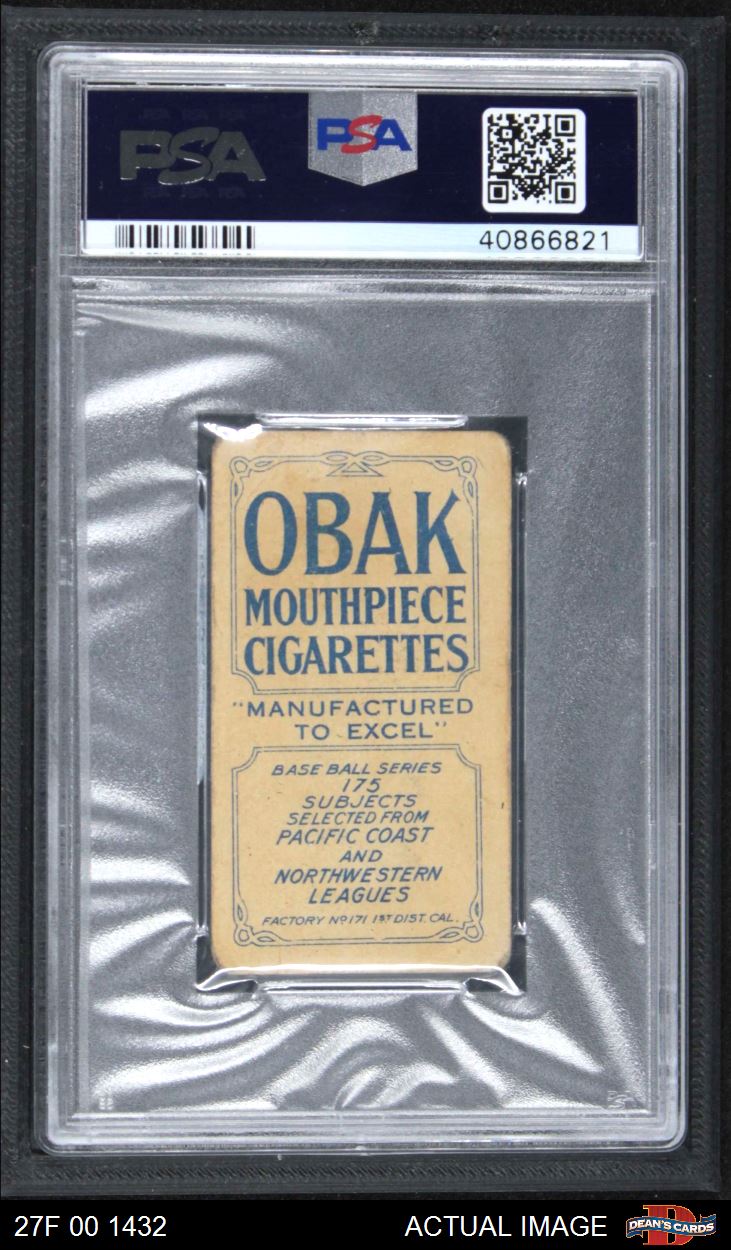 PSA
PSA
40866821
OBAK
MOUTHPIECE
CIGARETTES
"MANUFACTURED
TO EXCEL"
BASE BALL SERIES
175
SUBJECTS
SELECTED FROM
PACIFIC COAST
AND
NORTHWESTERN
LEAGUES
FACTORY Nº 171 1ST DIST. CAL.
27F 00 1432
ACTUAL IMAGE
DEAN'S CARDS